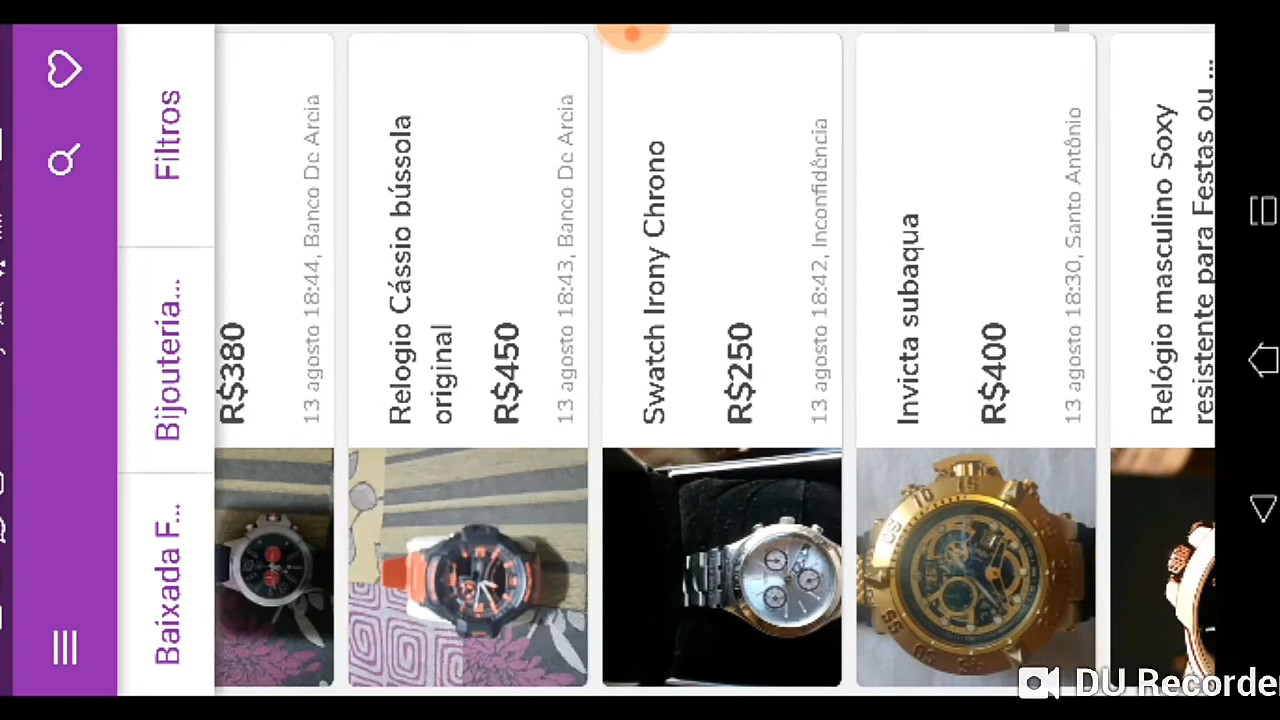 Baixada F...
Bijouteria...
Filtros
R$380
13 agosto 18:44, Banco De Areia
Relogio Cássio bússola
original
R$450
13 agosto 18:43, Banco De Areia
Swatch Irony Chrono
R$250
13 agosto 18:42, Inconfidência
Invicta subaqua
R$400
13 agosto 18:30, Santo Antônio
Relógio masculino Soxy
resistente para Festas ou ...
DU Recorder